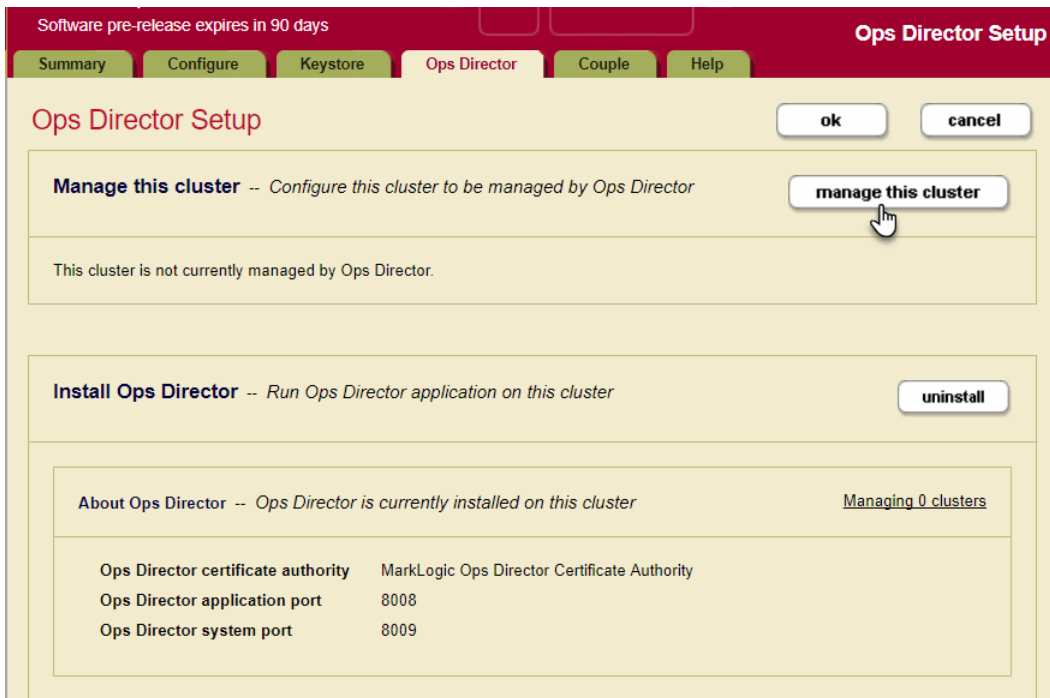 Software pre-release expires in 90 days
Ops Director Setup
Summary Configure Keystore Ops Director Couple Help
Ops Director Setup ok cancel
Manage this cluster -- Configure this cluster to be managed by Ops Director manage this cluster
This cluster is not currently managed by Ops Director.
Install Ops Director -- Run Ops Director application on this cluster uninstall
About Ops Director -- Ops Director is currently installed on this cluster Managing 0 clusters
Ops Director certificate authority MarkLogic Ops Director Certificate Authority
Ops Director application port 8008
Ops Director system port 8009